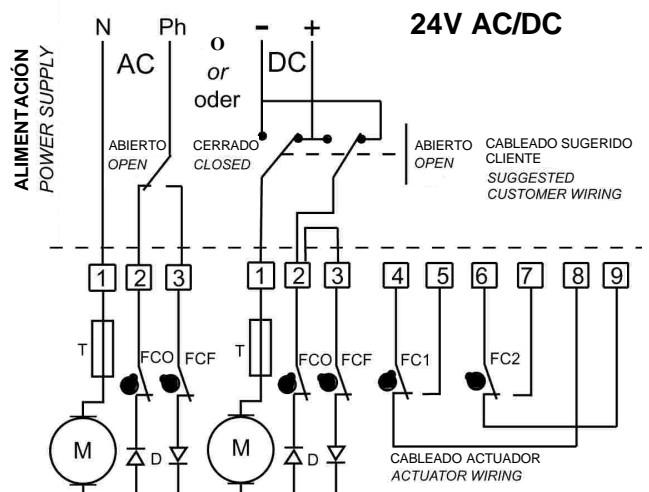 24V AC/DC
N Ph O - +
AC or DC
oder
ALIMENTACIÓN
POWER SUPPLY
ABIERTO
OPEN
CERRADO
CLOSED
ABIERTO
OPEN
CABLEADO SUGERIDO
CLIENTE
SUGGESTED
CUSTOMER WIRING
1 2 3 1 2 3 4 5 6 7 8 9
T FCO FCF T FCO FCF FC1 FC2
M D M D
CABLEADO ACTUADOR
ACTUATOR WIRING